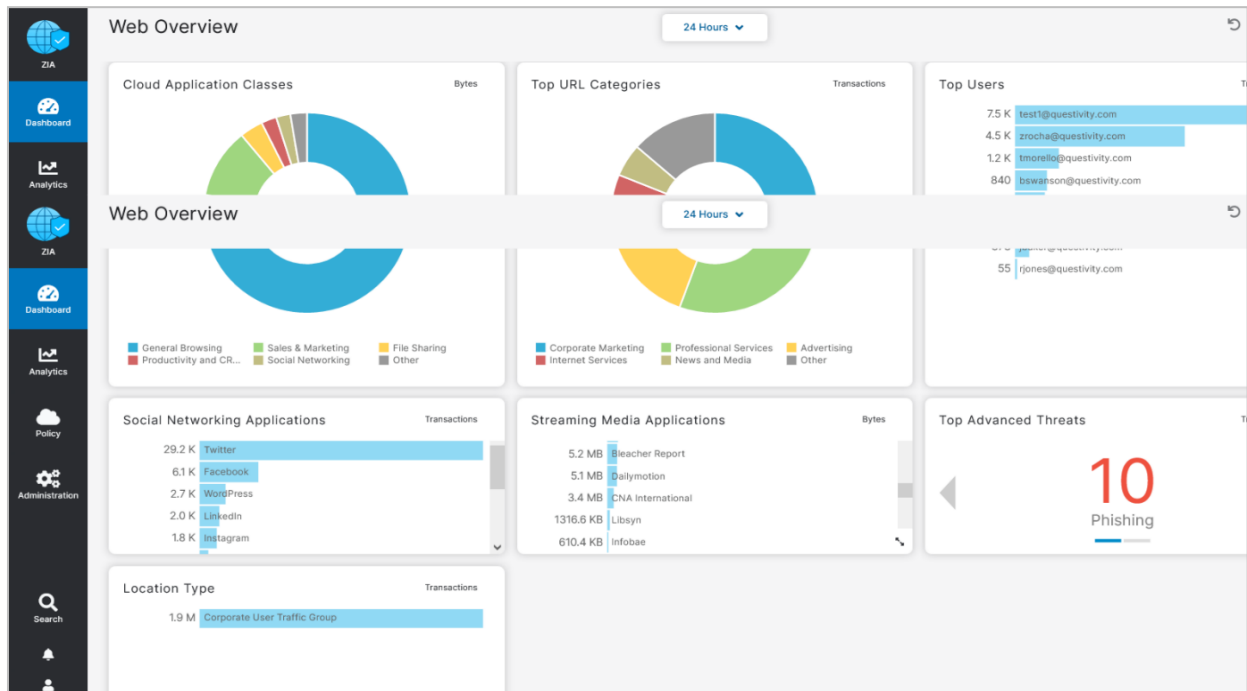 ZIA
Dashboard
Analytics
ZIA
Dashboard
Analytics
Policy
Administration
Search
Web Overview
24 Hours
Cloud Application Classes
Bytes
Top URL Categories
Transactions
Top Users
7.5 K test1@questivity.com
4.5 K zrocha@questivity.com
1.2 K tmorello@questivity.com
840 bswanson@questivity.com
Web Overview
24 Hours
55 rjones@questivity.com
General Browsing
Sales & Marketing
File Sharing
Productivity and CR...
Social Networking
Other
Corporate Marketing
Professional Services
Advertising
Internet Services
News and Media
Other
Social Networking Applications
Transactions
29.2 K Twitter
6.1 K Facebook
2.7 K WordPress
2.0 K LinkedIn
1.8 K Instagram
Streaming Media Applications
Bytes
5.2 MB Bleacher Report
5.1 MB Dailymotion
3.4 MB CNA International
1316.6 KB Libsyn
610.4 KB Infobae
Top Advanced Threats
10
Phishing
Location Type
Transactions
1.9 M Corporate User Traffic Group